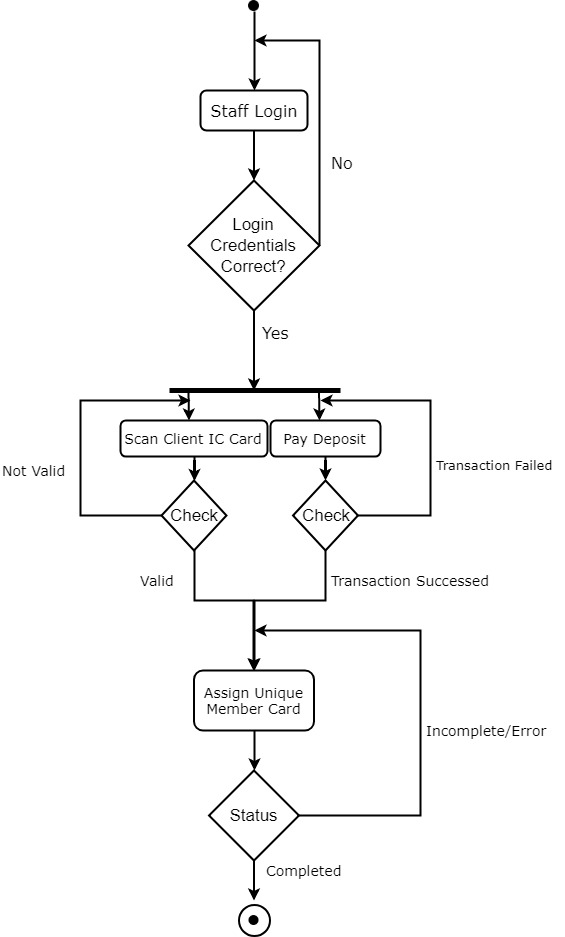 Staff Login
No
Login
Credentials
Correct?
Yes
Scan Client IC Card
Pay Deposit
Not Valid
Transaction Failed
Check
Check
Valid
Transaction Successed
Assign Unique
Member Card
Incomplete/Error
Status
Completed